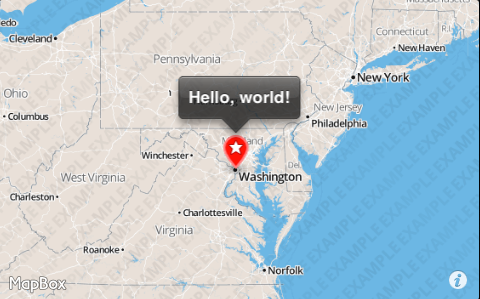 Massachusetts
Connecticut
R.I.
Cleveland
New Haven
Pennsylvania
New York
Ohio
Hello, world!
New Jersey
Columbus
Philadelphia
Winchester
Del
West Virginia
Washington
Charleston
Charlottesville
Virginia
Roanoke
Norfolk
MapBox
i
EXAMPLE EXAMPLE EXAMPLE